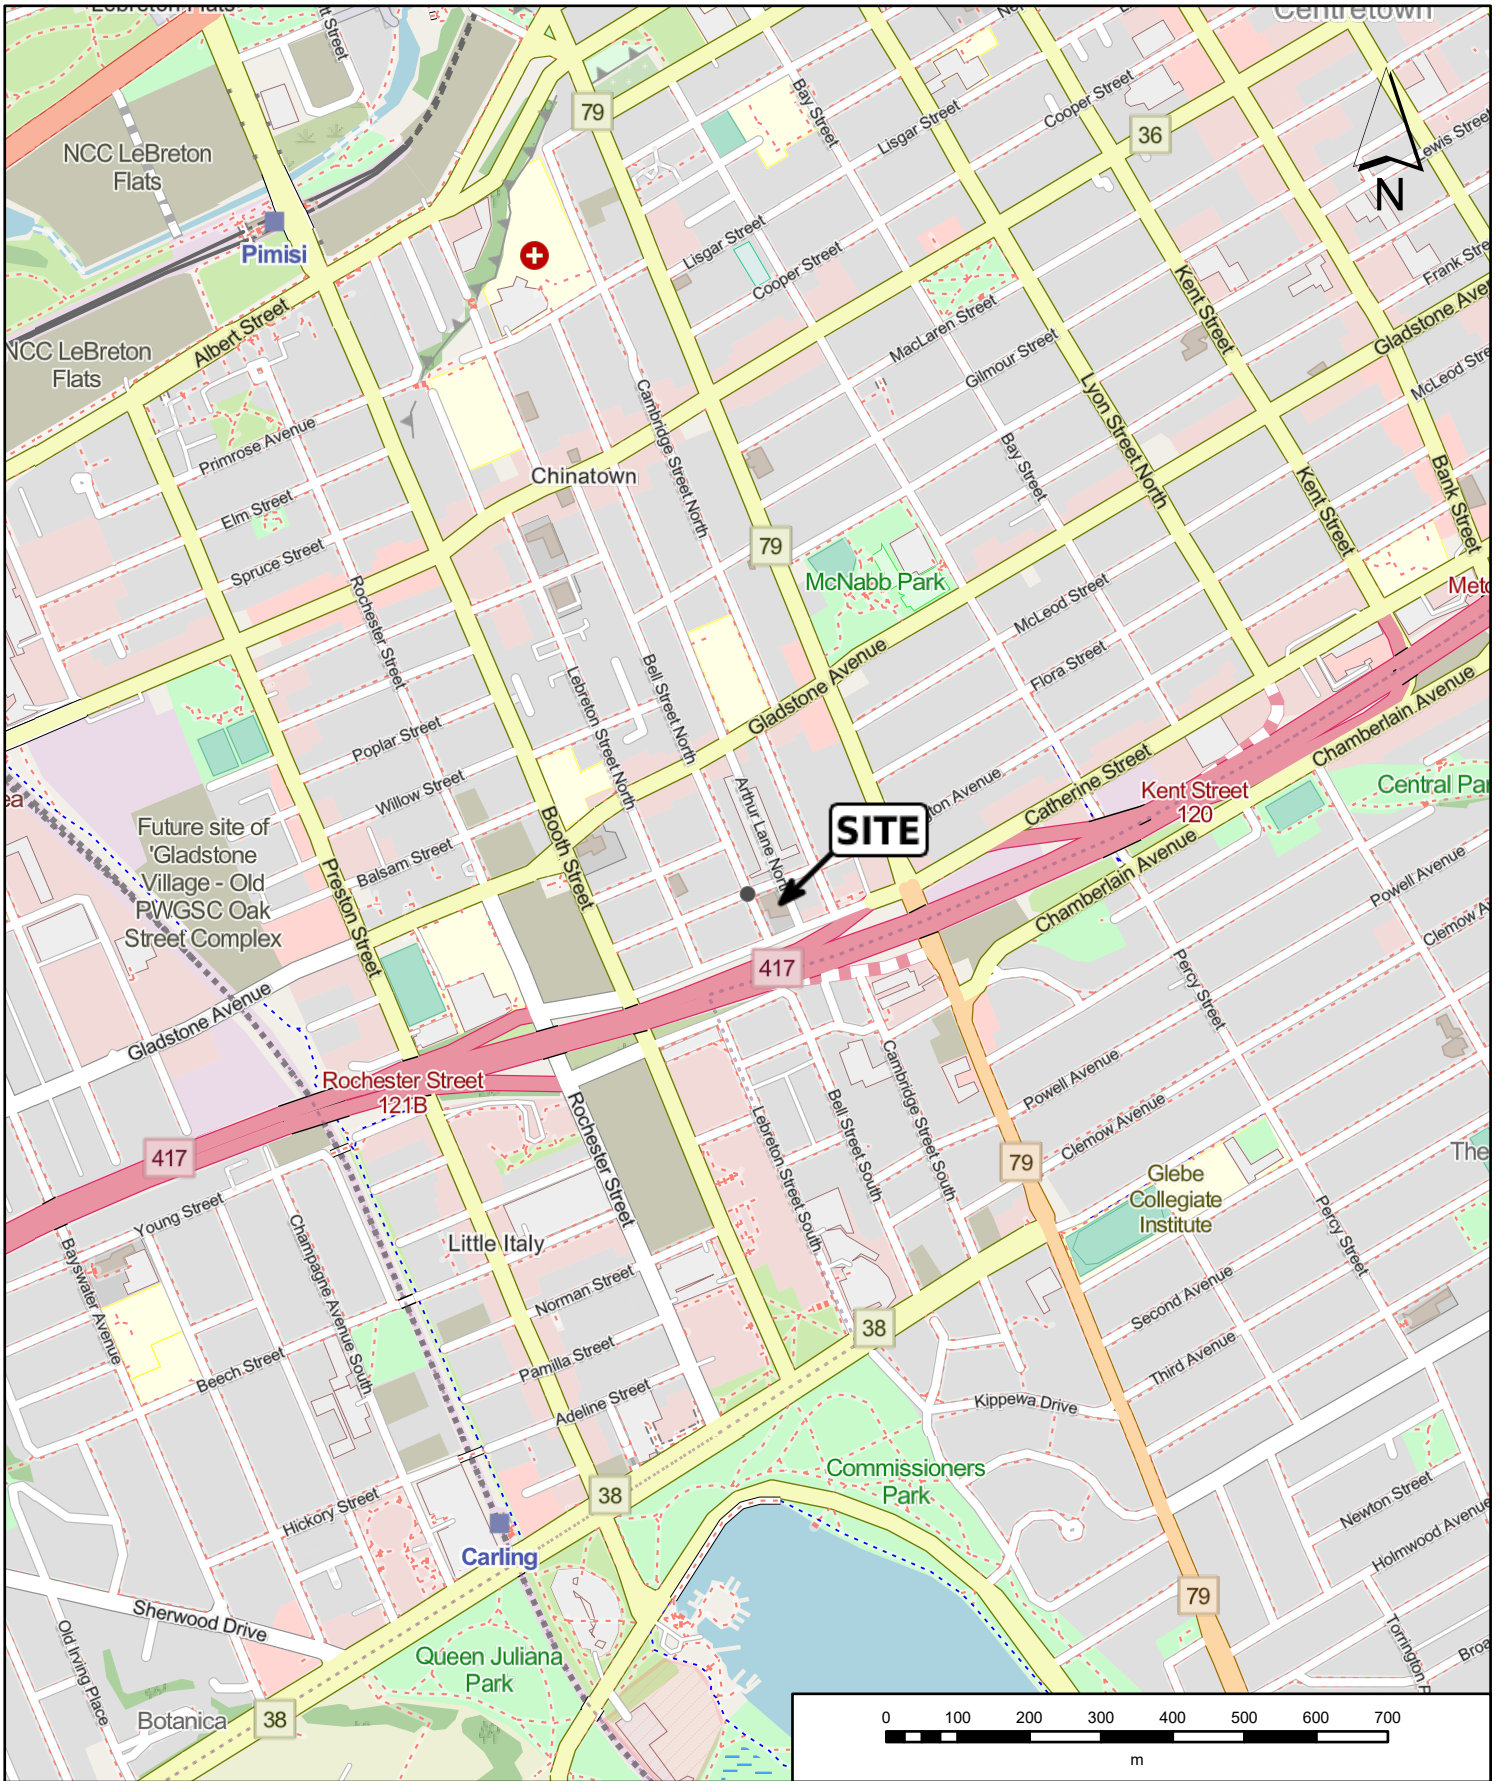 Lebreton Flats
Centretown
79
Bay Street
Lisgar Street
Cooper Street
36
Lewis Street
NCC LeBreton
Flats
N
Pimisi
Lisgar Street
Cooper Street
Kent Street
Gladstone
Albert Street
MacLaren Street
Gilmour Street
NCC LeBreton
Flats
Cambridge Street North
Lyon Street North
Primrose Avenue
Bay Street
Chinatown
Kent Street
Bank Street
Elm Street
Spruce Street
79
McNabb Park
Rochester Street
McLeod Street
Flora Street
Gladstone Avenue
Bell Street North
Lebreton Street North
Poplar Street
Willow Street
Catherine Street
Chamberlain Avenue
Kent Street
120
Arthur Lane North
SITE
Booth Street
Future site of
'Gladstone
Village - Old
PWGSC Oak
Street Complex
Balsam Street
Preston Street
Chamberlain Avenue
Powell Avenue
417
Percy Street
Gladstone Avenue
Rochester Street
121B
Cambridge Street South
Powell Avenue
Clemow Avenue
417
Rochester Street
Lebreton Street South
Bell Street South
79
Glebe
Collegiate
Institute
Young Street
Bayswater Avenue
Champagne Avenue South
Little Italy
Percy Street
Norman Street
38
Second Avenue
Third Avenue
Pamilla Street
Beech Street
Adeline Street
Kippewa Drive
Commissioners
Park
38
Hickory Street
Newton Street
Holmwood Avenue
Carling
79
Sherwood Drive
Old Irving Place
Queen Juliana
Park
Botanica
38
0 100 200 300 400 500 600 700
m